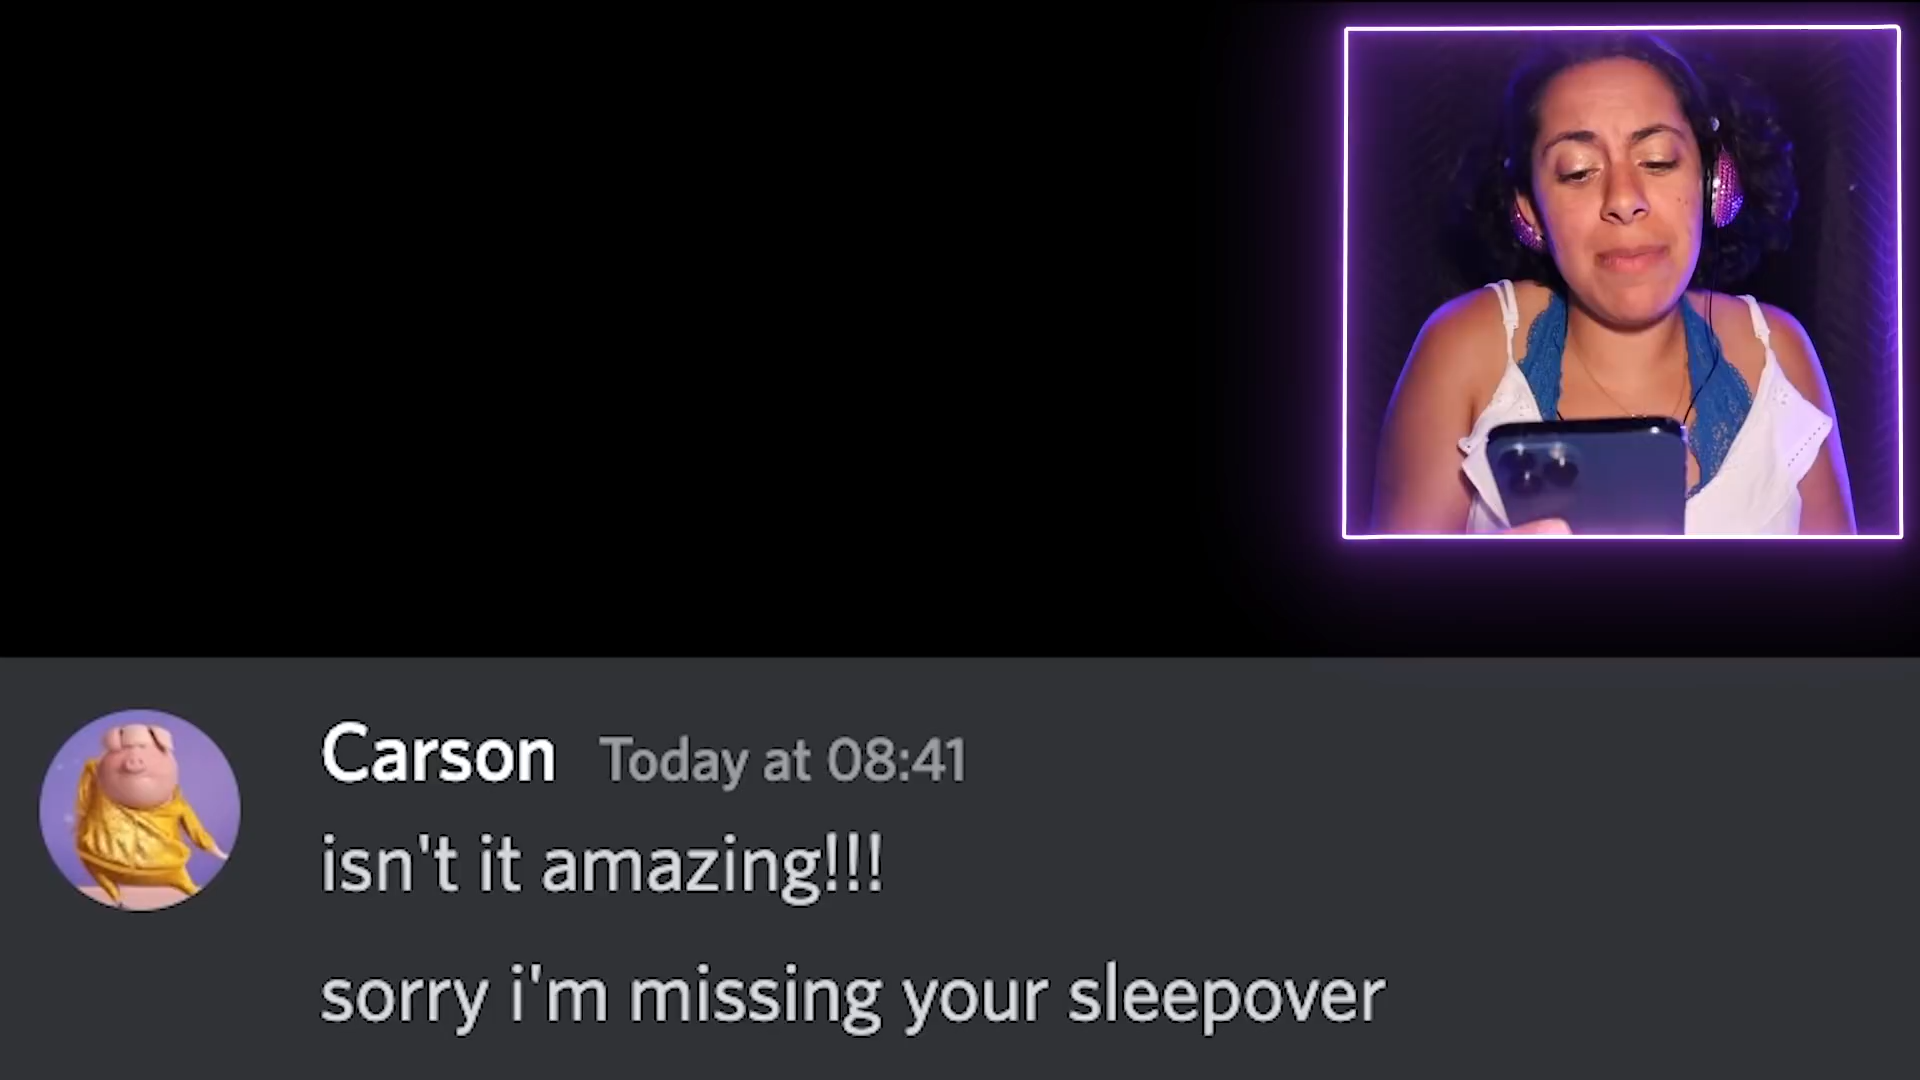 Carson Today at 08:41
isn't it amazing!!!
sorry i'm missing your sleepover